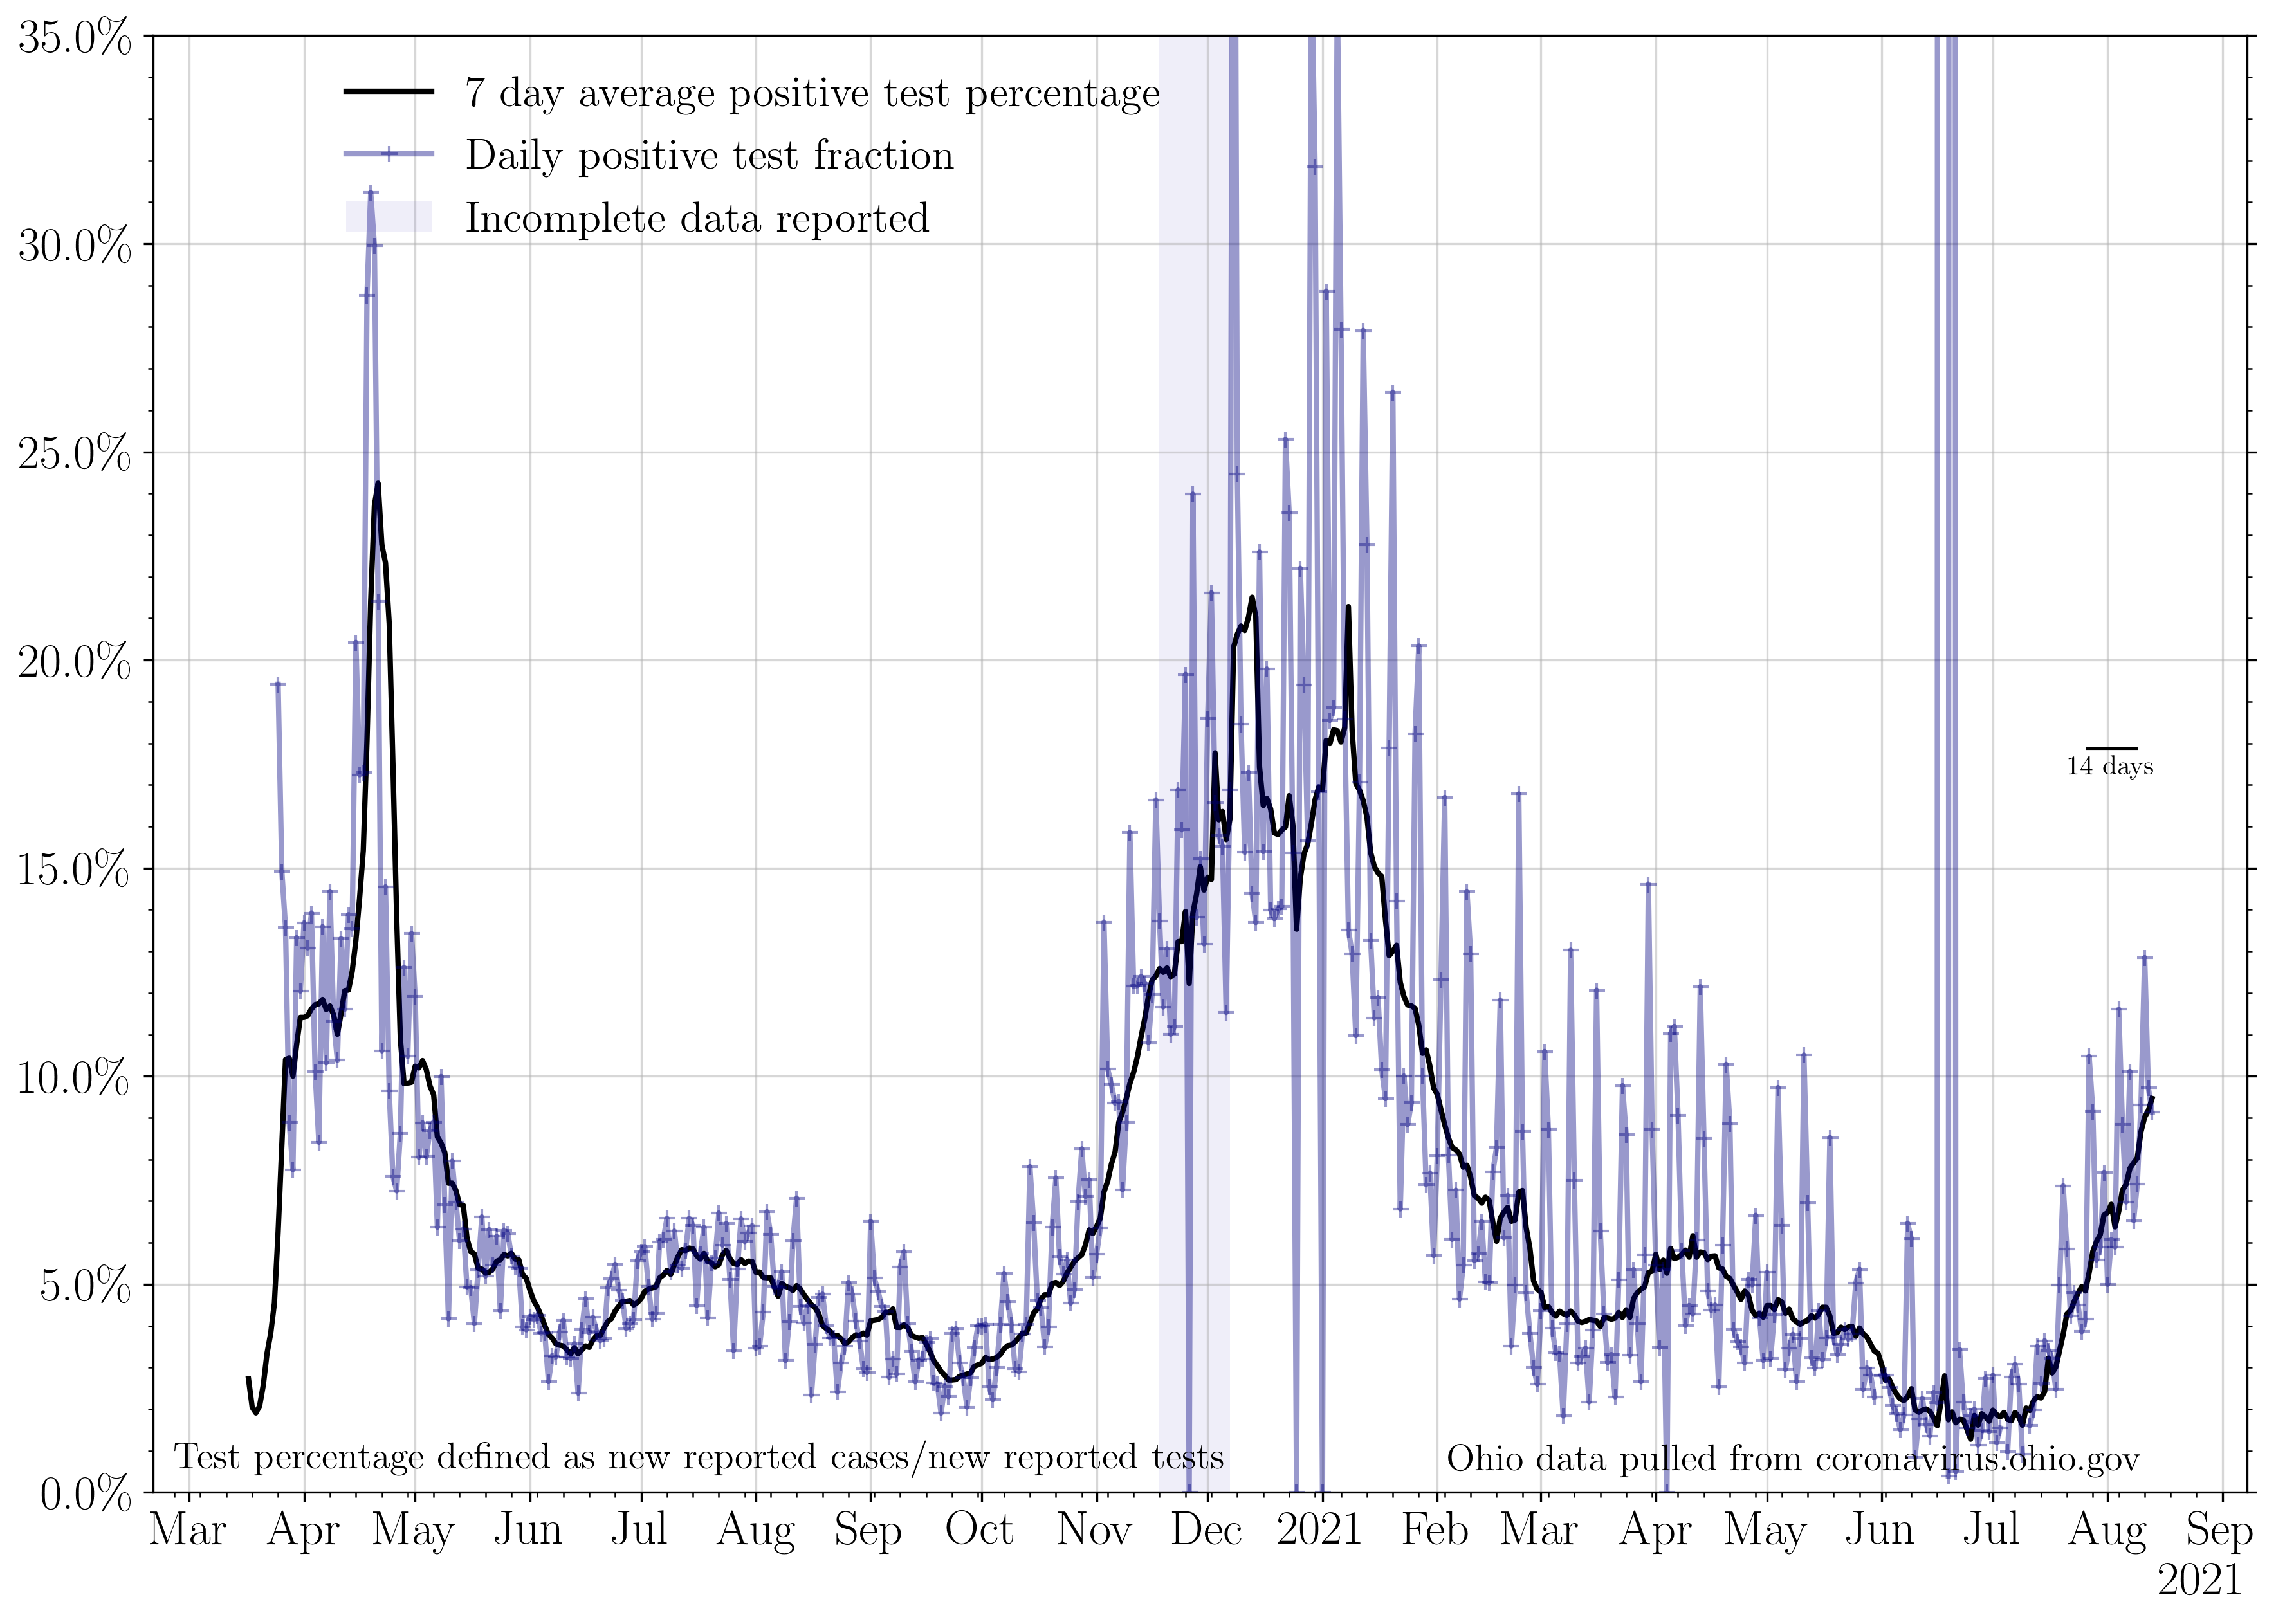 35.0%
30.0%
25.0%
20.0%
15.0%
10.0%
5.0%
0.0%
7 day average positive test percentage
Daily positive test fraction
Incomplete data reported
14 days
Test percentage defined as new reported cases/new reported tests
Ohio data pulled from coronavirus.ohio.gov
Mar Apr May Jun Jul Aug Sep Oct Nov Dec 2021 Feb Mar Apr May Jun Jul Aug Sep
2021